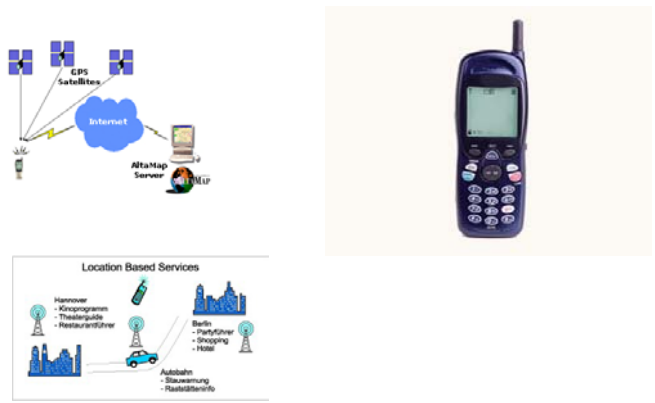 GPS
Satellites
Internet
AltaMap
Server
Location Based Services
Hannover
- Kinoprogramm
- Theaterguide
- Restaurantführer
Berlin
- Partyführer
- Shopping
- Hotel
Autobahn
- Stauwarnung
- Raststätteninfo